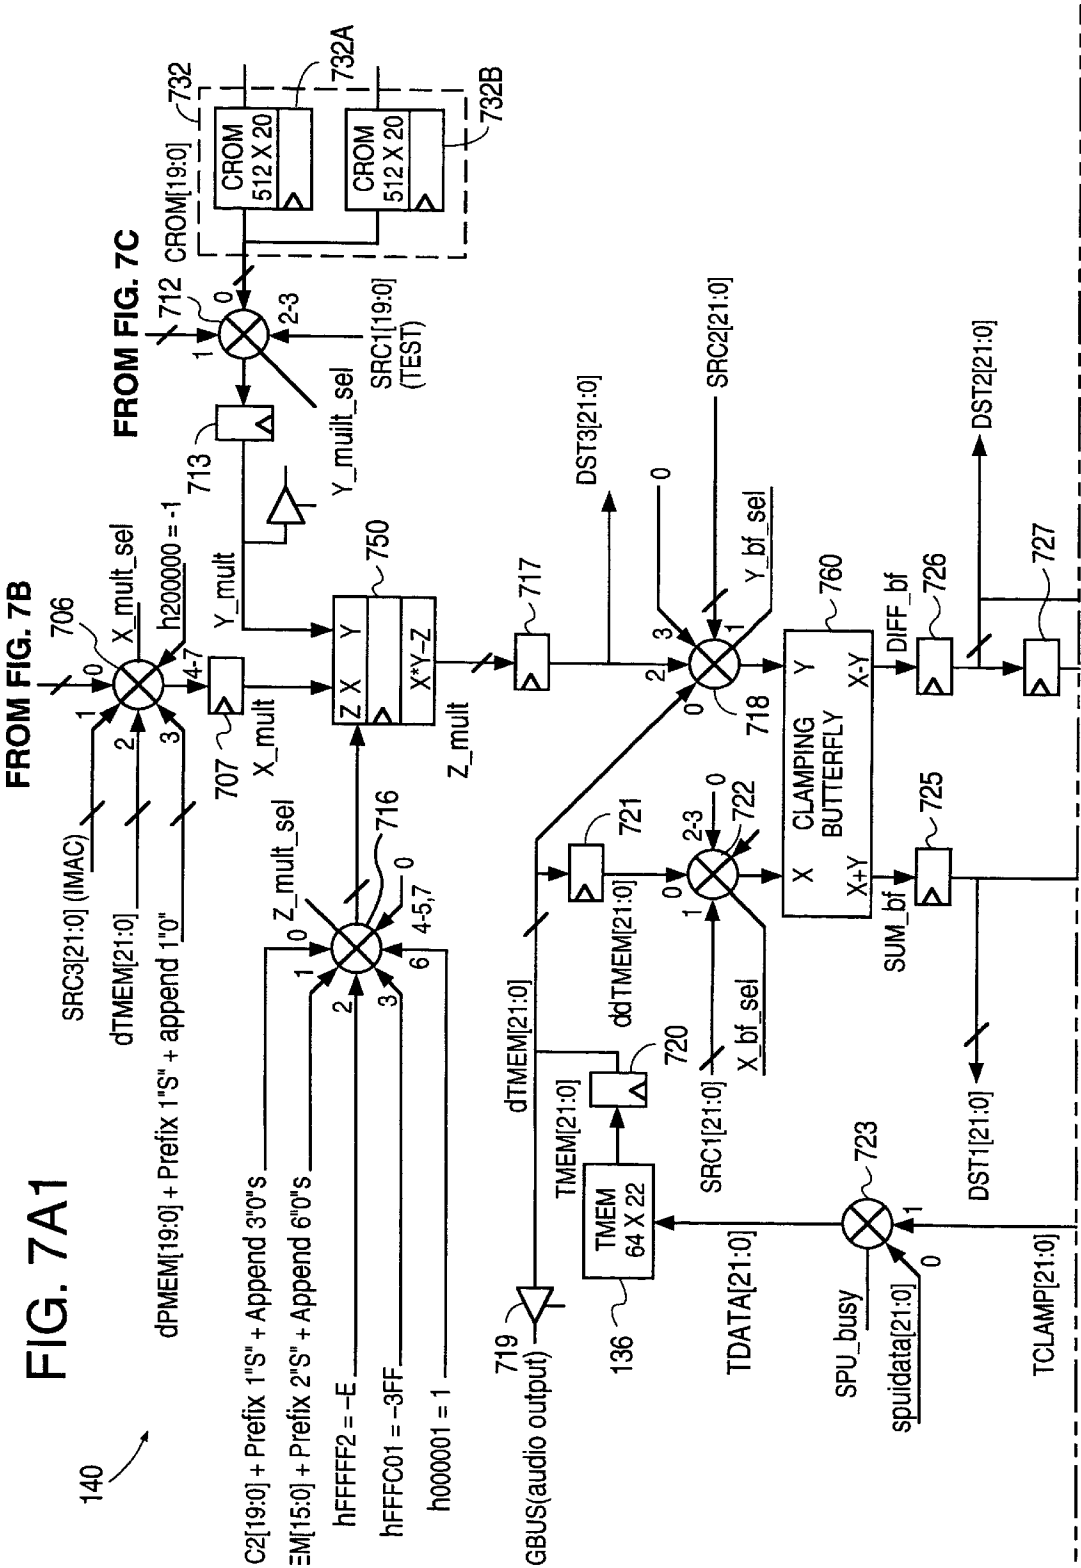 FIG. 7A1
140
FROM FIG. 7B
FROM FIG. 7C
SRC3[21:0] (IMAC)
dTMEM[21:0]
dPMEM[19:0] + Prefix 1"S" + append 1"0"
706
0
1
2
3
4-7
X_mult_sel
h200000 = -1
707
X_mult
Y_mult
713
712
0
1
2-3
SRC1[19:0]
(TEST)
Y_muilt_sel
CROM[19:0]
732
732A
732B
CROM
512 X 20
CROM
512 X 20
C2[19:0] + Prefix 1"S" + Append 3"0"s
EM[15:0] + Prefix 2"S" + Append 6"0"s
hFFFF2 = –E
hFFFC01 = –3FF
h000001 = 1
0
1
2
3
6
4-5,7
0
Z_mult_sel
716
Z X Y
X*Y–Z
750
Z_mult
717
DST3[21:0]
GBUS(audio output)
719
dTMEM[21:0]
TMEM[21:0]
TMEM
64 X 22
136
720
721
ddTMEM[21:0]
0
1
2-3
0
722
SRC1[21:0]
X_bf_sel
0
2
3
1
0
718
SRC2[21:0]
Y_bf_sel
X Y
CLAMPING
BUTTERFLY
X+Y X-Y
760
SUM_bf
DIFF_bf
725
726
727
DST1[21:0]
DST2[21:0]
TDATA[21:0]
723
SPU_busy
spuidata[21:0]
0
1
TCLAMP[21:0]